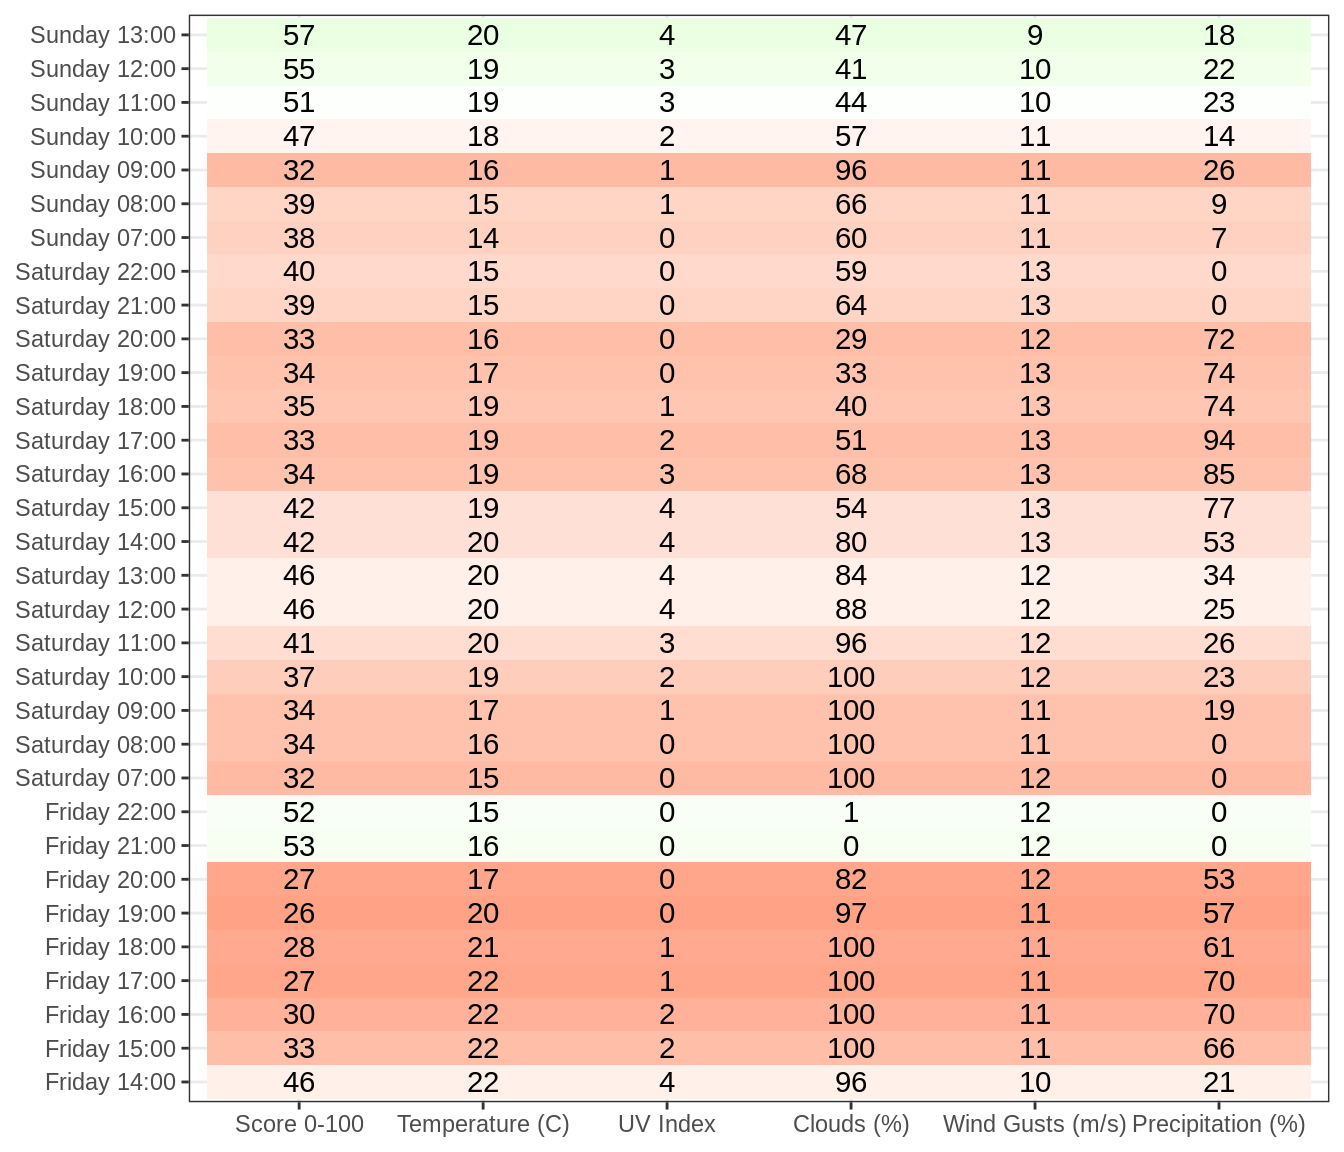 Sunday 13:00 57 20 4 47 9 18
Sunday 12:00 55 19 3 41 10 22
Sunday 11:00 51 19 3 44 10 23
Sunday 10:00 47 18 2 57 11 14
Sunday 09:00 32 16 1 96 11 26
Sunday 08:00 39 15 1 66 11 9
Sunday 07:00 38 14 0 60 11 7
Saturday 22:00 40 15 0 59 13 0
Saturday 21:00 39 15 0 64 13 0
Saturday 20:00 33 16 0 29 12 72
Saturday 19:00 34 17 0 33 13 74
Saturday 18:00 35 19 1 40 13 74
Saturday 17:00 33 19 2 51 13 94
Saturday 16:00 34 19 3 68 13 85
Saturday 15:00 42 19 4 54 13 77
Saturday 14:00 42 20 4 80 13 53
Saturday 13:00 46 20 4 84 12 34
Saturday 12:00 46 20 4 88 12 25
Saturday 11:00 41 20 3 96 12 26
Saturday 10:00 37 19 2 100 12 23
Saturday 09:00 34 17 1 100 11 19
Saturday 08:00 34 16 0 100 11 0
Saturday 07:00 32 15 0 100 12 0
Friday 22:00 52 15 0 1 12 0
Friday 21:00 53 16 0 0 12 0
Friday 20:00 27 17 0 82 12 53
Friday 19:00 26 20 0 97 11 57
Friday 18:00 28 21 1 100 11 61
Friday 17:00 27 22 1 100 11 70
Friday 16:00 30 22 2 100 11 70
Friday 15:00 33 22 2 100 11 66
Friday 14:00 46 22 4 96 10 21
Score 0-100 Temperature (C) UV Index Clouds (%) Wind Gusts (m/s) Precipitation (%)